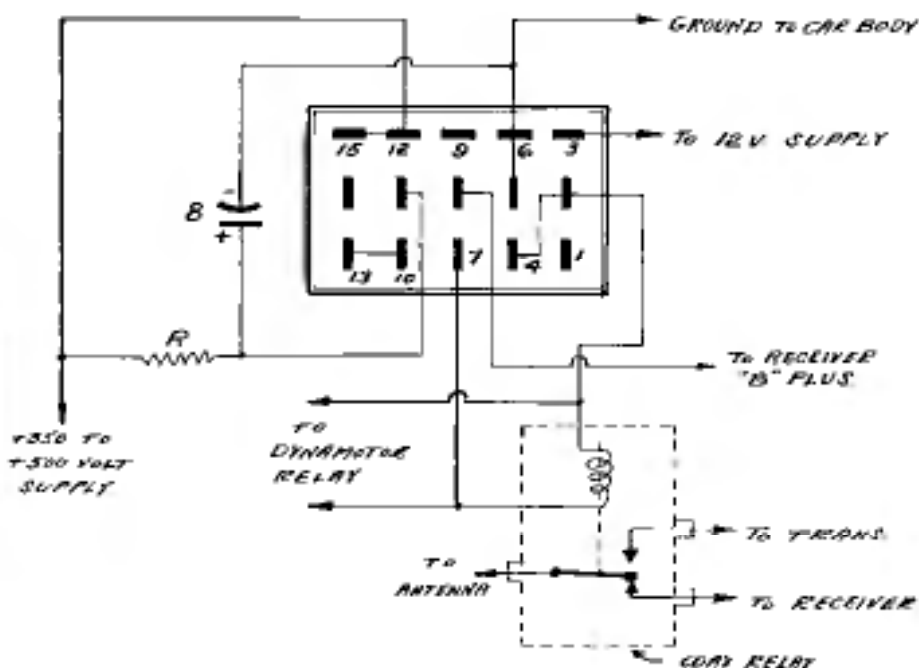 GROUND TO CAR BODY
TO 12V SUPPLY
15 12 9 6 3
B
-
+
13 10 7 4 1
R
TO RECEIVER
"B" PLUS
+350 TO
+500 VOLT
SUPPLY
TO
DYNAMOTOR
RELAY
TO TRANS.
TO
ANTENNA
TO RECEIVER
COAX RELAY